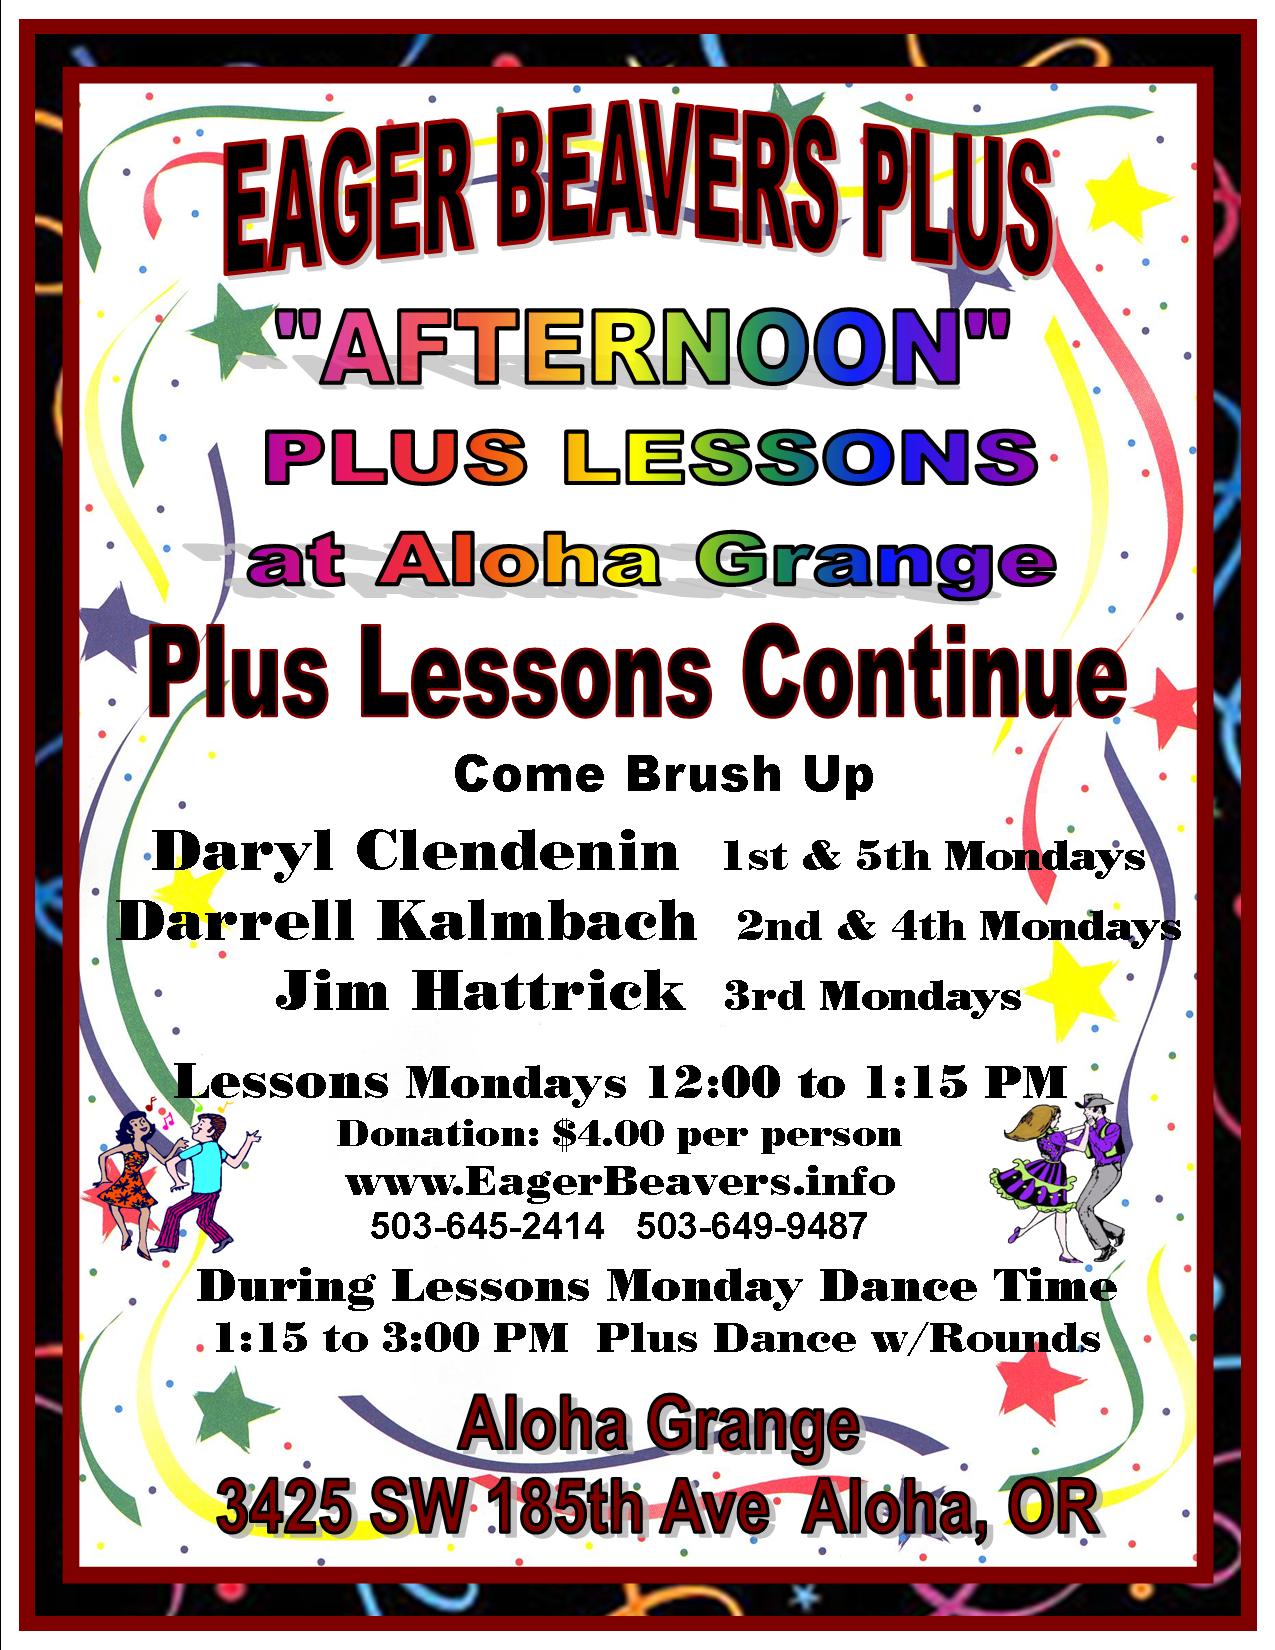 EAGER BEAVERS PLUS
"AFTERNOON"
PLUS LESSONS
at Aloha Grange
Plus Lessons Continue
Come Brush Up
Daryl Clendenin 1st & 5th Mondays
Darrell Kalmbach 2nd & 4th Mondays
Jim Hattrick 3rd Mondays
Lessons Mondays 12:00 to 1:15 PM
Donation: $4.00 per person
www.EagerBeavers.info
503-645-2414 503-649-9487
During Lessons Monday Dance Time
1:15 to 3:00 PM Plus Dance w/Rounds
Aloha Grange
3425 SW 185th Ave Aloha, OR